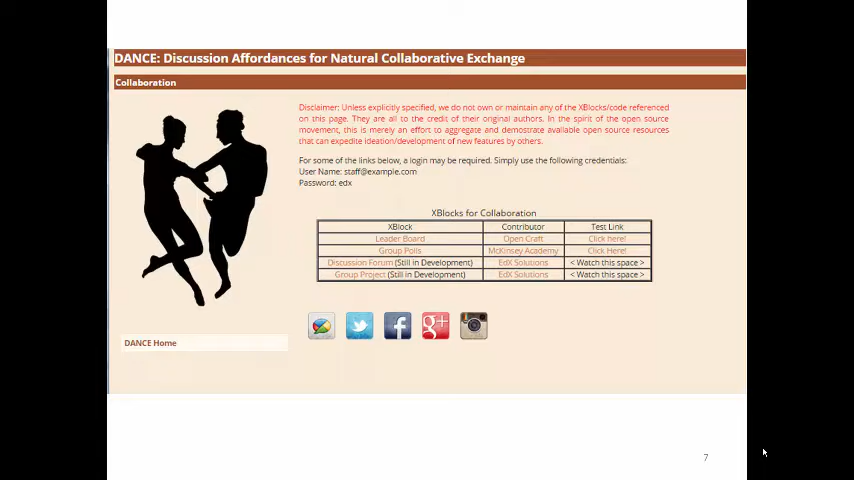 DANCE: Discussion Affordances for Natural Collaborative Exchange
Collaboration
Disclaimer: Unless explicitly specified, we do not own or maintain any of the XBlocks/code referenced
on this page. They are all to the credit of their original authors. In the spirit of the open source
movement, this is merely an effort to aggregate and demostrate available open source resources
that can expedite ideation/development of new features by others.
For some of the links below, a login may be required. Simply use the following credentials:
User Name: staff@example.com
Password: edx
XBlocks for Collaboration
XBlock Contributor Test Link
Leader Board Open Craft Click here!
Group Polls McKinsey Academy Click Here!
Discussion Forum (Still in Development) EdX Solutions < Watch this space >
Group Project (Still in Development) EdX Solutions < Watch this space >
g+
DANCE Home
7